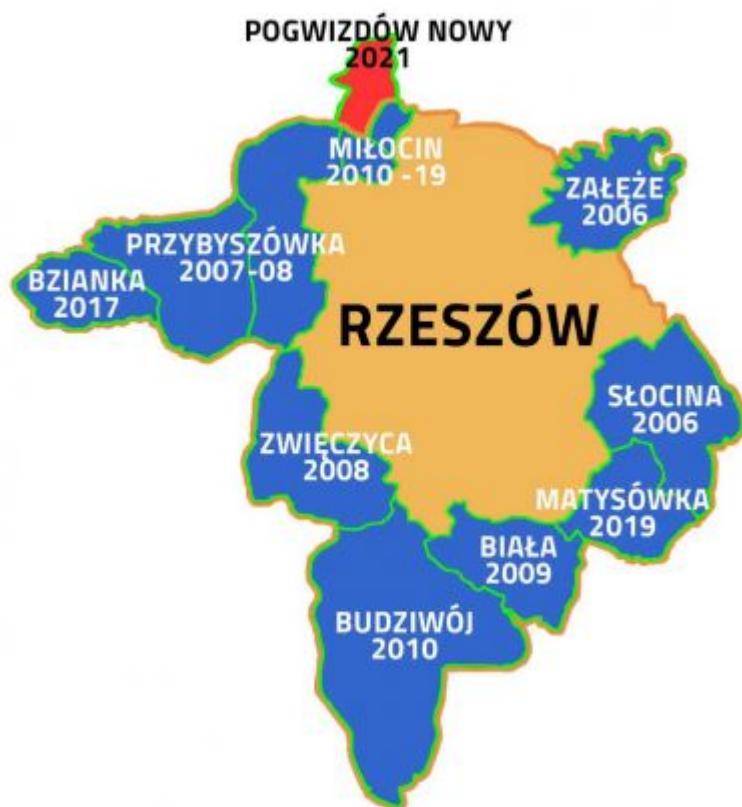 POGWIZDÓW NOWY
2021
MIŁOCIN
2010 -19
ZAŁĘŻE
2006
PRZYBYSZÓWKA
2007-08
BZIANKA
2017
RZESZÓW
SŁOCINA
2006
ZWIĘCZYCA
2008
MATYSÓWKA
2019
BIAŁA
2009
BUDZIWÓJ
2010